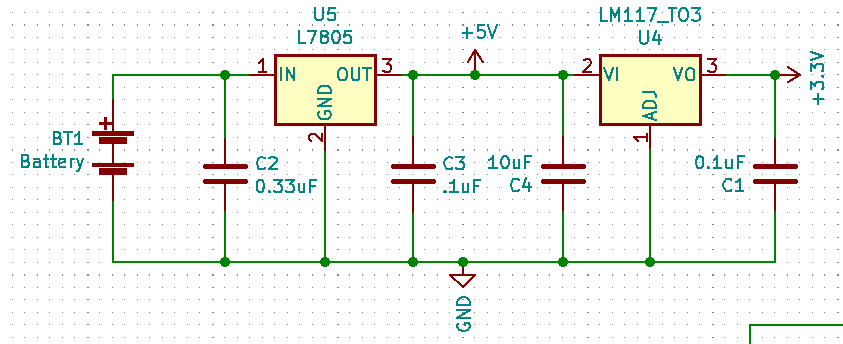 U5
L7805
1
IN
OUT
3
GND
2
+5V
LM117_TO3
U4
2
VI
VO
3
ADJ
1
+3.3V
+
BT1
Battery
C2
0.33uF
C3
.1uF
10uF
C4
0.1uF
C1
GND